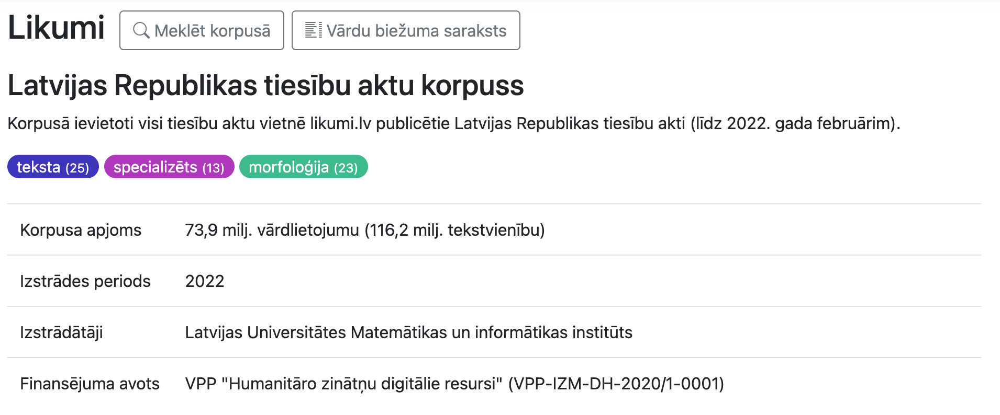 Likumi Meklēt korpusā Vārdu biežuma saraksts
Latvijas Republikas tiesību aktu korpuss
Korpusā ievietoti visi tiesību aktu vietnē likumi.lv publicētie Latvijas Republikas tiesību akti (līdz 2022. gada februārim).
teksta (25) specializēts (13) morfoloģija (23)
Korpusa apjoms 73,9 milj. vārdlietojumu (116,2 milj. tekstvienību)
Izstrādes periods 2022
Izstrādātāji Latvijas Universitātes Matemātikas un informātikas institūts
Finansējuma avots VPP "Humanitāro zinātņu digitālie resursi" (VPP-IZM-DH-2020/1-0001)